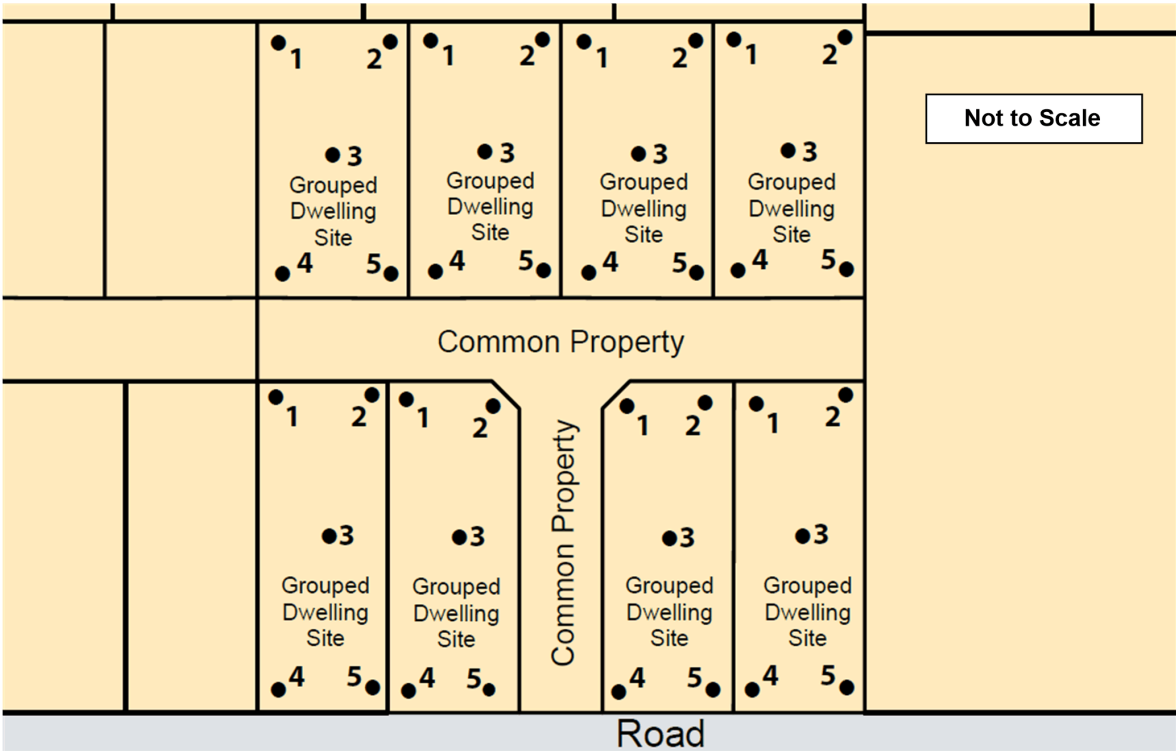 1 2 1 2 1 2 1 2
Not to Scale
3 3 3 3
Grouped Grouped Grouped Grouped
Dwelling Dwelling Dwelling Dwelling
Site Site Site Site
4 5 4 5 4 5 4 5
Common Property
1 2 1 2 1 2 1 2
Common Property
3 3 3 3
Grouped Grouped Grouped Grouped
Dwelling Dwelling Dwelling Dwelling
Site Site Site Site
4 5 4 5 4 5 4 5
Road